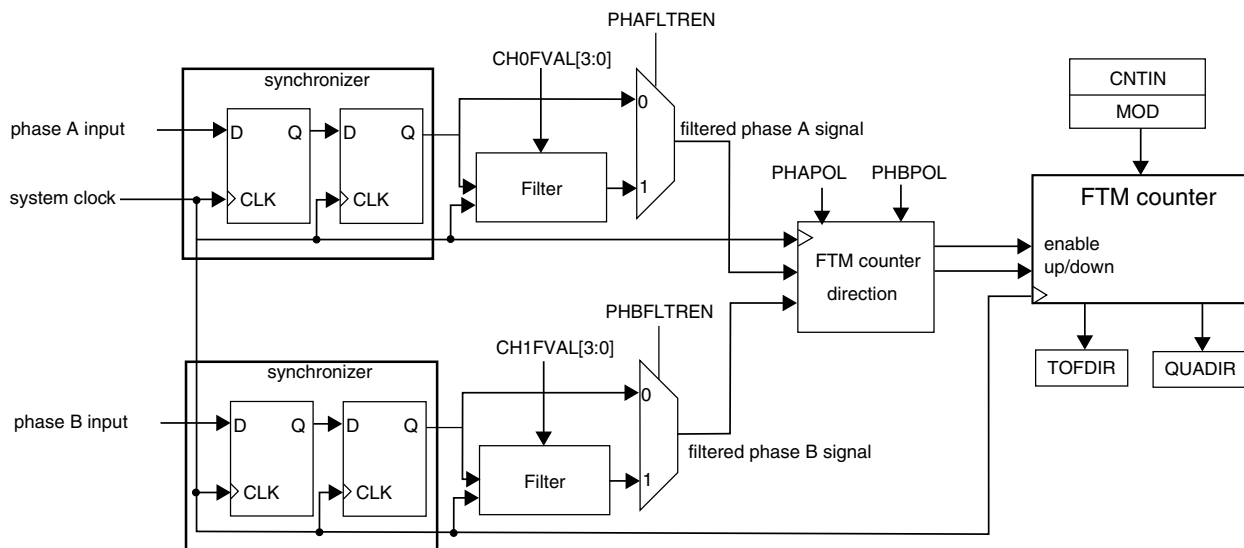 PHAFLTREN
CH0FVAL[3:0]
synchronizer
0
CNTIN
MOD
phase A input
D Q
D Q
filtered phase A signal
system clock
CLK
CLK
Filter
1
PHAPOL
PHBPOL
FTM counter
enable
up/down
FTM counter
direction
PHBFLTREN
CH1FVAL[3:0]
TOFDIR
QUADIR
synchronizer
0
phase B input
D Q
D Q
filtered phase B signal
Filter
1
CLK
CLK